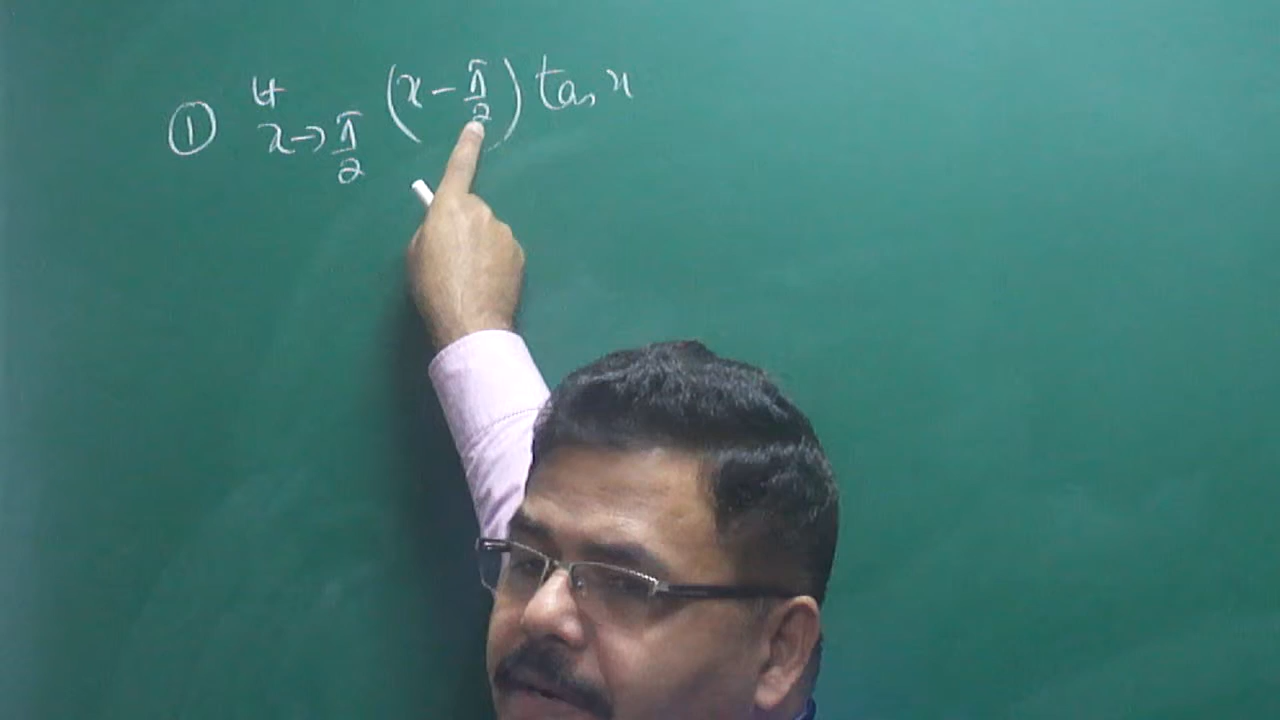 ① Lt x→π/2 (x - π/2) tan x